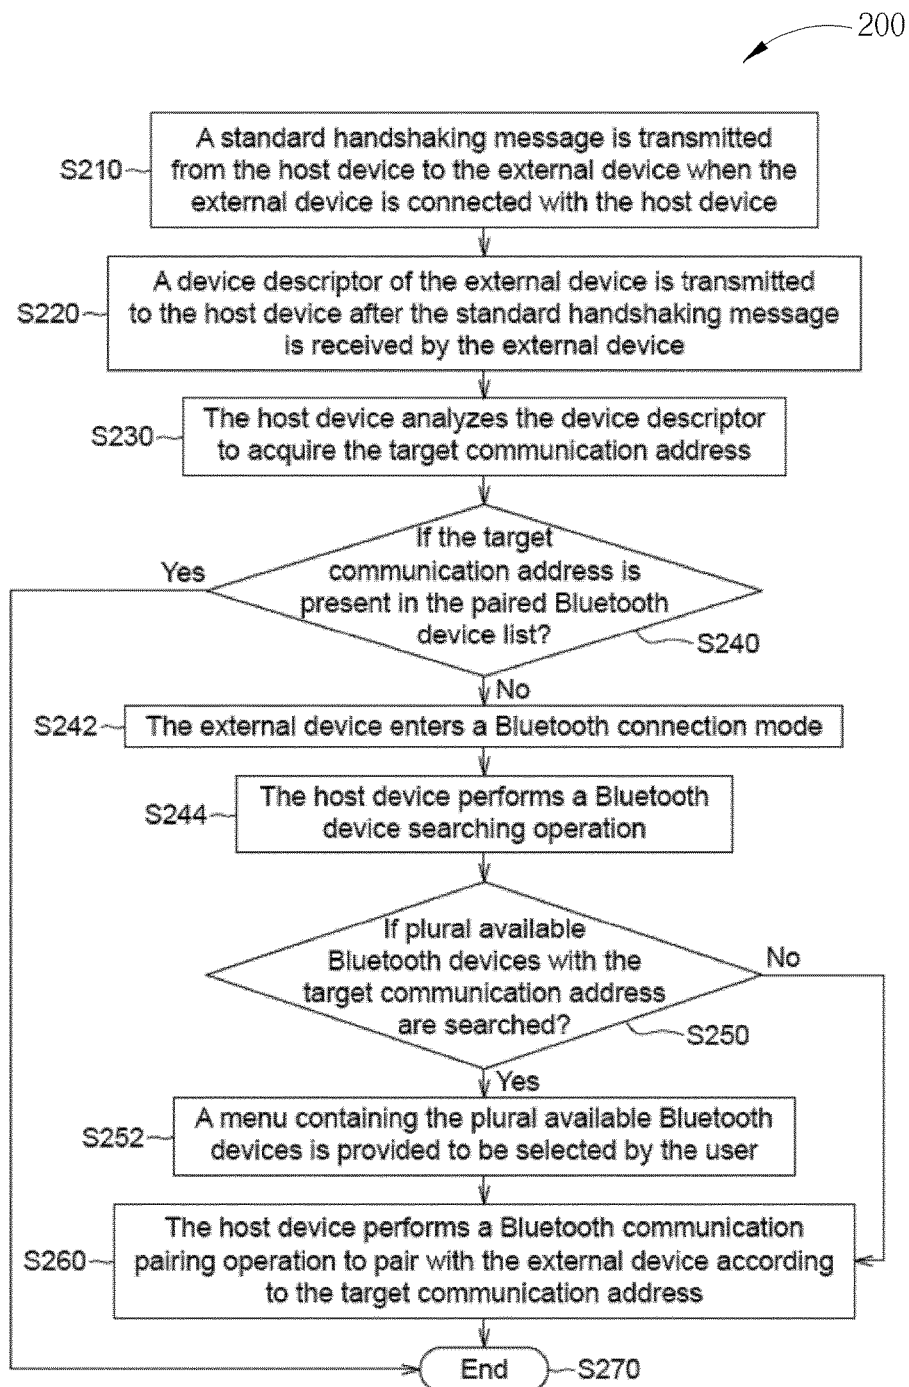 200
A standard handshaking message is transmitted
from the host device to the external device when the
external device is connected with the host device
S210
A device descriptor of the external device is transmitted
to the host device after the standard handshaking message
is received by the external device
S220
The host device analyzes the device descriptor
to acquire the target communication address
S230
If the target
communication address is
present in the paired Bluetooth
device list?
Yes
S240
No
S242
The external device enters a Bluetooth connection mode
The host device performs a Bluetooth
device searching operation
S244
If plural available
Bluetooth devices with the
target communication address
are searched?
No
S250
Yes
A menu containing the plural available Bluetooth
devices is provided to be selected by the user
S252
The host device performs a Bluetooth communication
pairing operation to pair with the external device according
to the target communication address
S260
End
S270